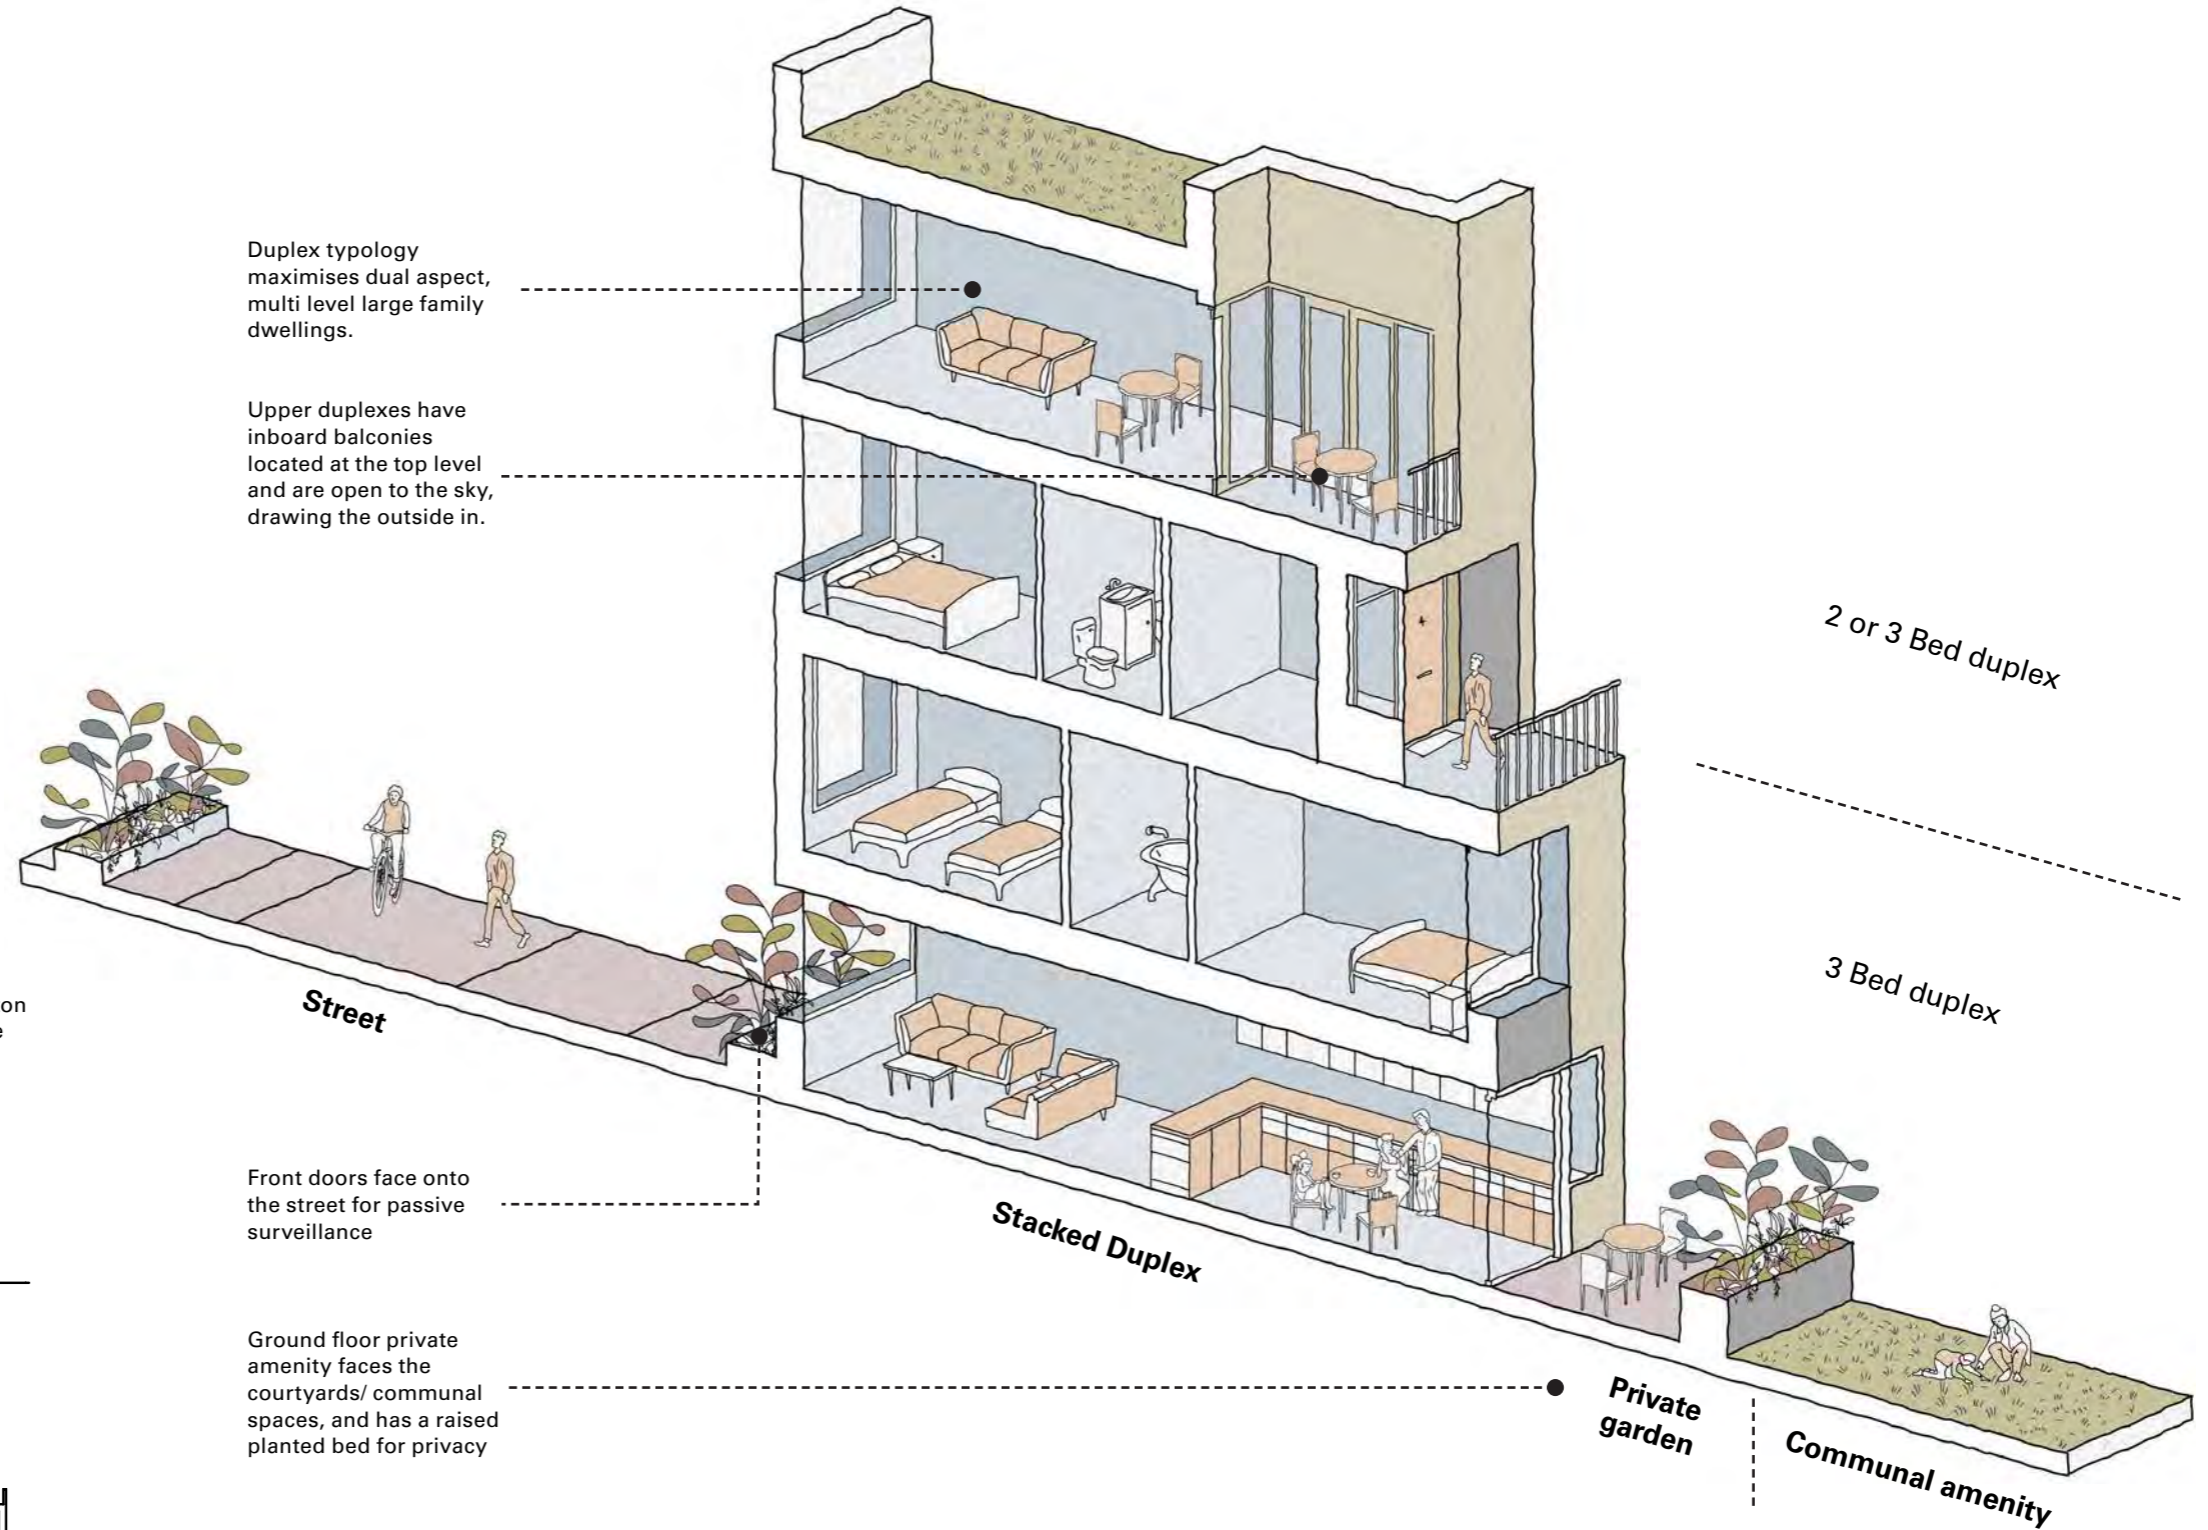 Duplex typology
maximises dual aspect,
multi level large family
dwellings.
Upper duplexes have
inboard balconies
located at the top level
and are open to the sky,
drawing the outside in.
2 or 3 Bed duplex
3 Bed duplex
on
Street
Front doors face onto
the street for passive
surveillance
Stacked Duplex
Ground floor private
amenity faces the
courtyards/ communal
spaces, and has a raised
planted bed for privacy
Private
garden
Communal amenity